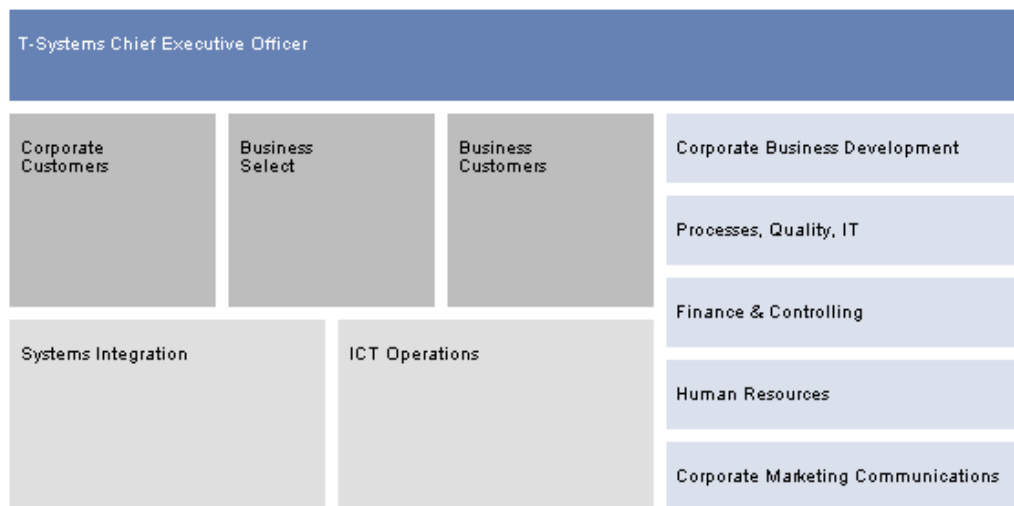 T-Systems Chief Executive Officer
Corporate
Customers
Business
Select
Business
Customers
Corporate Business Development
Processes, Quality, IT
Finance & Controlling
Systems Integration
ICT Operations
Human Resources
Corporate Marketing Communications